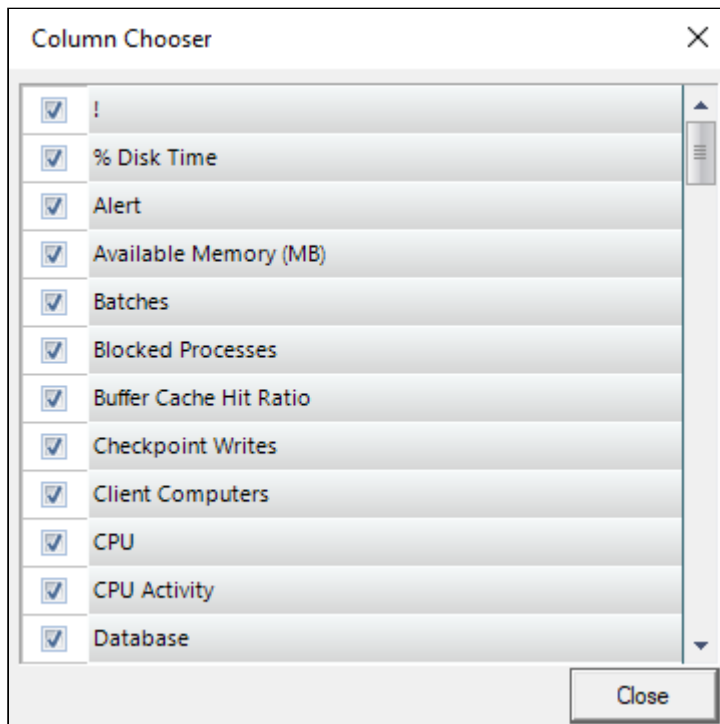 Column Chooser
!
% Disk Time
Alert
Available Memory (MB)
Batches
Blocked Processes
Buffer Cache Hit Ratio
Checkpoint Writes
Client Computers
CPU
CPU Activity
Database
Close